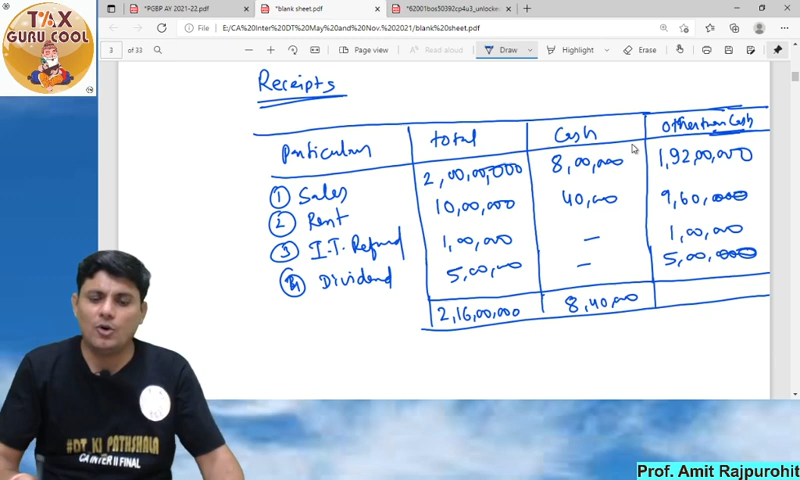 TAX
GURU COOL
*PGBP AY 2021-22.pdf
*blank sheet.pdf
*62001bos50392cp4u3_unlocke
File
E:/CA%20Inter%20DT%20May%20and%20Nov.%202021/blank%20sheet.pdf
3 of 33
Page view
Read aloud
Draw
Highlight
Erase
Receipts
Particulars Total Cash Other than Cash
① Sales 2,00,00,000 8,00,000 1,92,00,000
② Rent 10,00,000 40,000 9,60,000
③ I.T. Refund 1,00,000 – 1,00,000
④ Dividend 5,00,000 – 5,00,000
2,16,00,000 8,40,000
#DT KI PATHSHALA
CA INTER II FINAL
Prof. Amit Rajpurohit